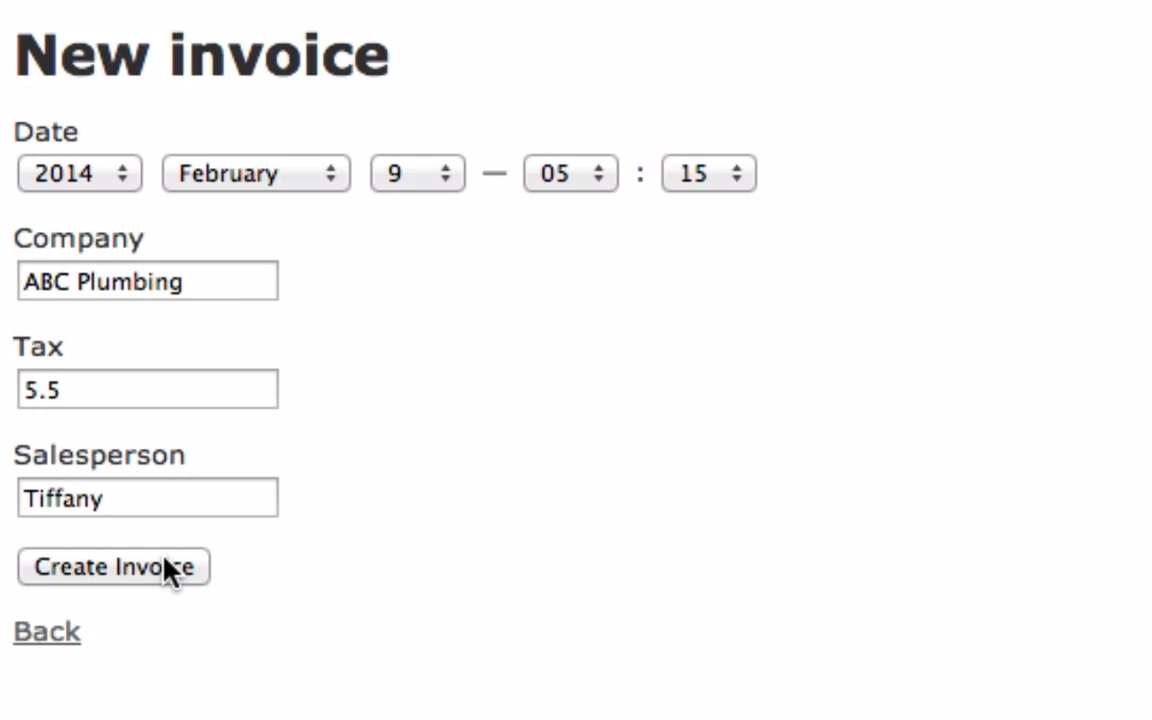 New invoice
Date
2014 February 9 — 05 : 15
Company
ABC Plumbing
Tax
5.5
Salesperson
Tiffany
Create Invoice
Back